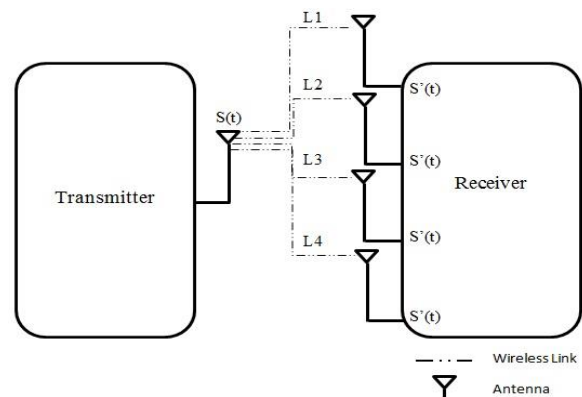 L1
S'(t)
L2
S(t)
S'(t)
L3
Transmitter
Receiver
L4
S'(t)
S'(t)
Wireless Link
Antenna